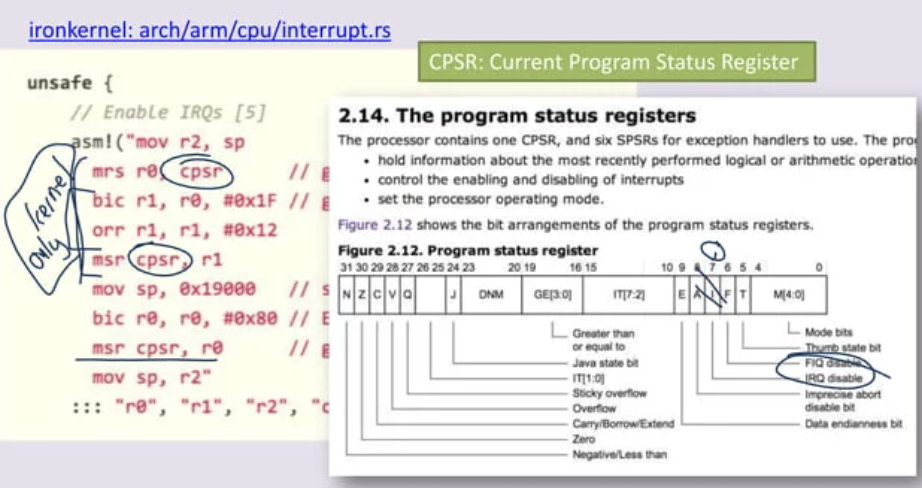 ironkernel: arch/arm/cpu/interrupt.rs
CPSR: Current Program Status Register
unsafe {
// Enable IRQs [5]
asm!("mov r2, sp
mrs r0, cpsr // g
bic r1, r0, #0x1F // g
orr r1, r1, #0x12
msr cpsr, r1
mov sp, 0x19000 // s
bic r0, r0, #0x80 // E
msr cpsr, r0 // g
mov sp, r2"
::: "r0", "r1", "r2", "c
kernel
only
2.14. The program status registers
The processor contains one CPSR, and six SPSRs for exception handlers to use. The pro
• hold information about the most recently performed logical or arithmetic operatio
• control the enabling and disabling of interrupts
• set the processor operating mode.
Figure 2.12 shows the bit arrangements of the program status registers.
Figure 2.12. Program status register
0
31 30 29 28 27 26 25 24 23 20 19 16 15 10 9 8 7 6 5 4 0
N Z C V Q J DNM GE[3:0] IT[7:2] E A I F T M[4:0]
Greater than
or equal to
Java state bit
IT[1:0]
Sticky overflow
Overflow
Carry/Borrow/Extend
Zero
Negative/Less than
Mode bits
Thumb state bit
FIQ disable
IRQ disable
Imprecise abort
disable bit
Data endianness bit